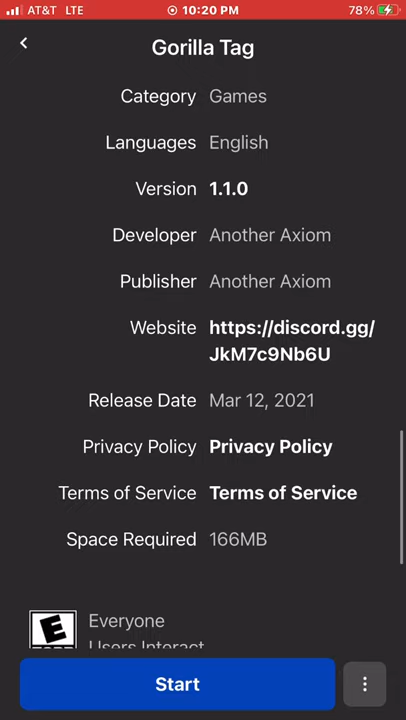 AT&T LTE 10:20 PM 78%
Gorilla Tag
Category Games
Languages English
Version 1.1.0
Developer Another Axiom
Publisher Another Axiom
Website https://discord.gg/
JkM7c9Nb6U
Release Date Mar 12, 2021
Privacy Policy Privacy Policy
Terms of Service Terms of Service
Space Required 166MB
E Everyone
Users Interact
Start